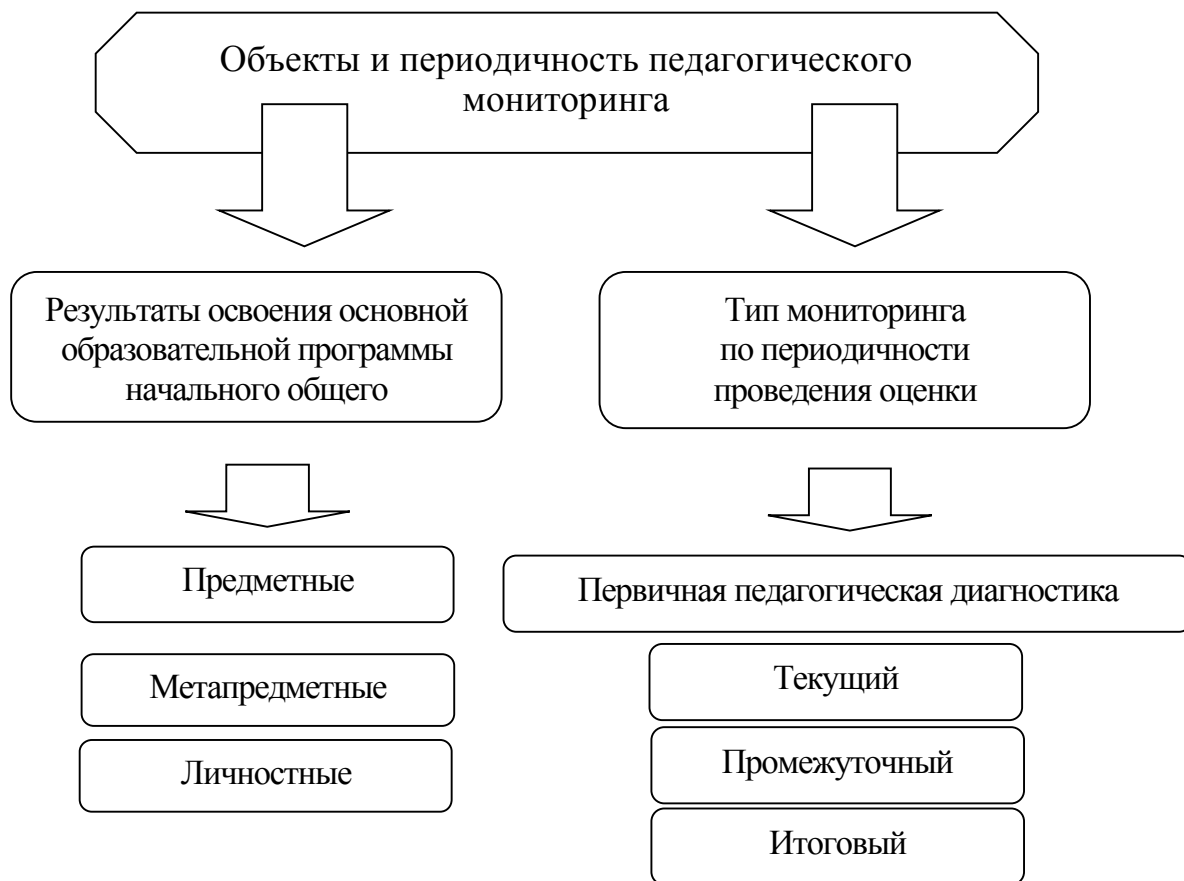 Объекты и периодичность педагогического
мониторинга
Результаты освоения основной
образовательной программы
начального общего
Тип мониторинга
по периодичности
проведения оценки
Предметные
Метапредметные
Личностные
Первичная педагогическая диагностика
Текущий
Промежуточный
Итоговый